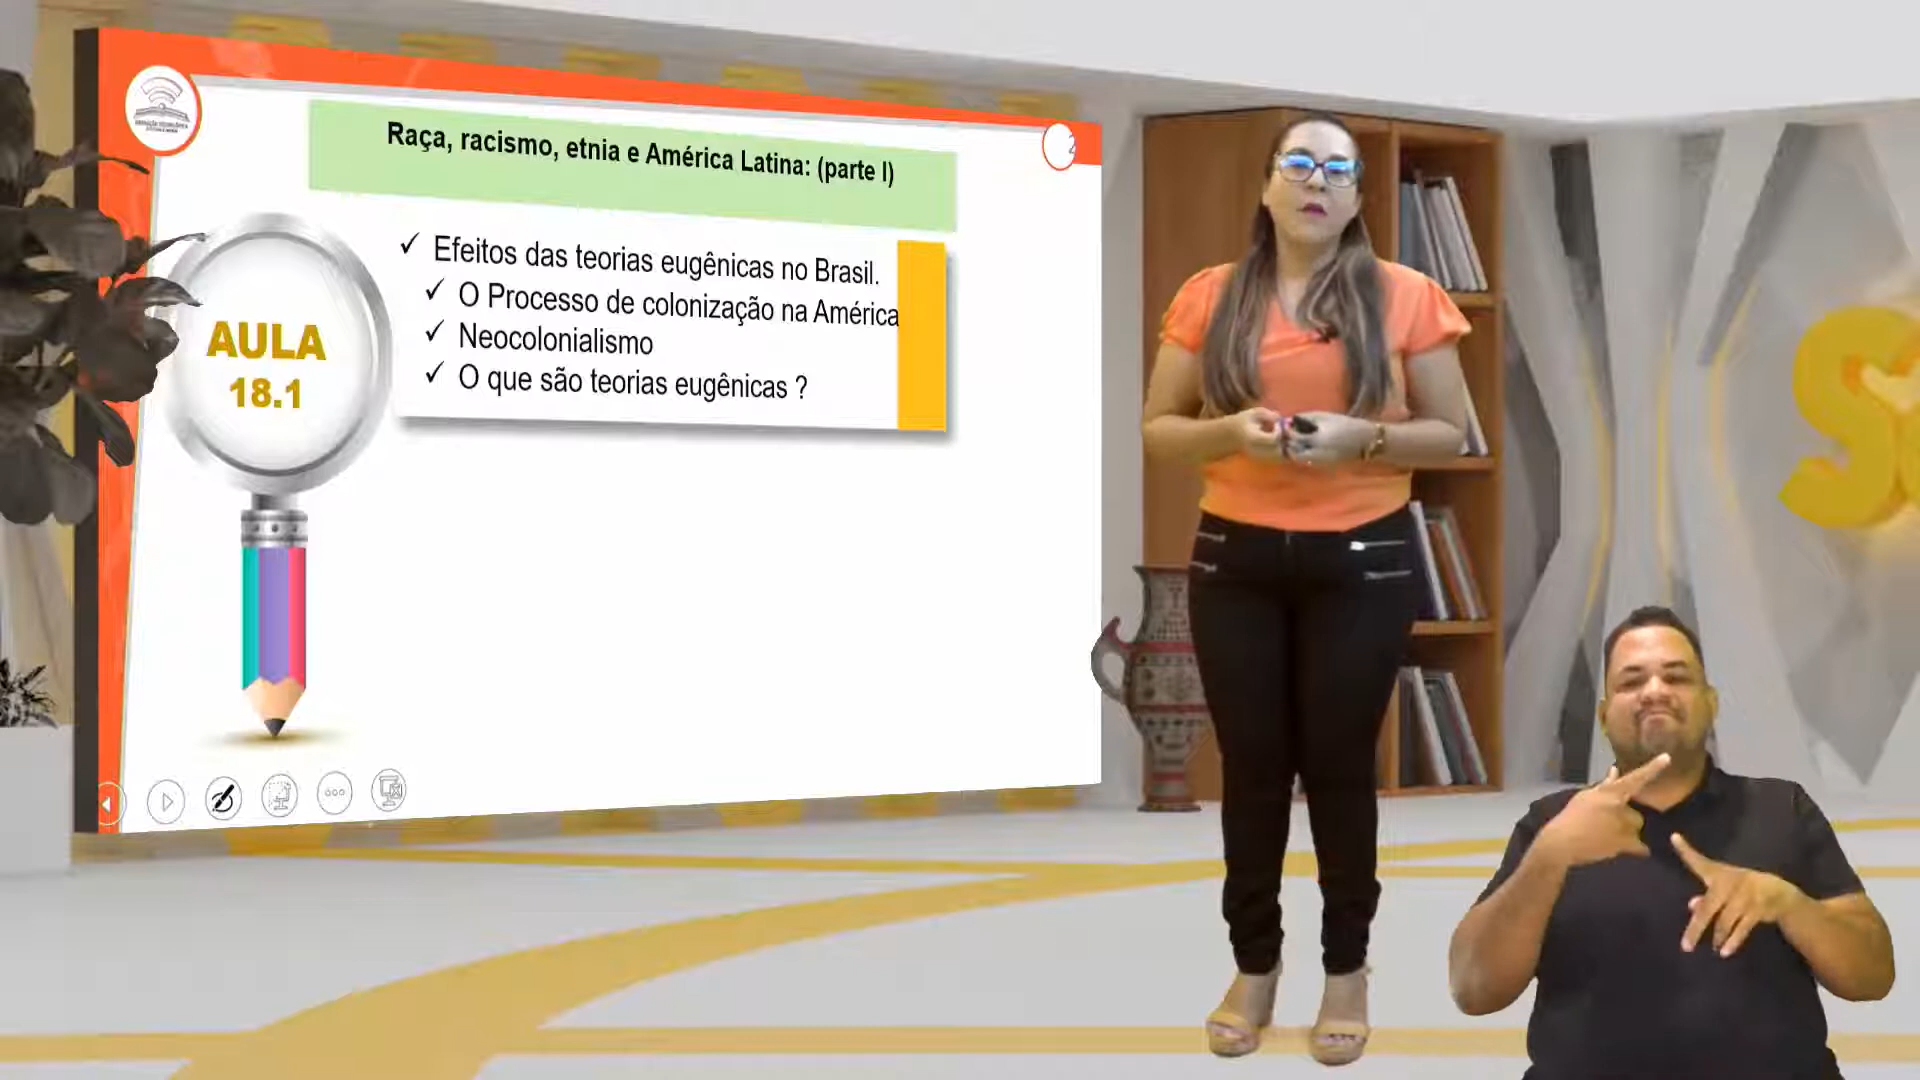 Raça, racismo, etnia e América Latina: (parte I)
✓ Efeitos das teorias eugênicas no Brasil.
✓ O Processo de colonização na América
✓ Neocolonialismo
✓ O que são teorias eugênicas ?
AULA
18.1